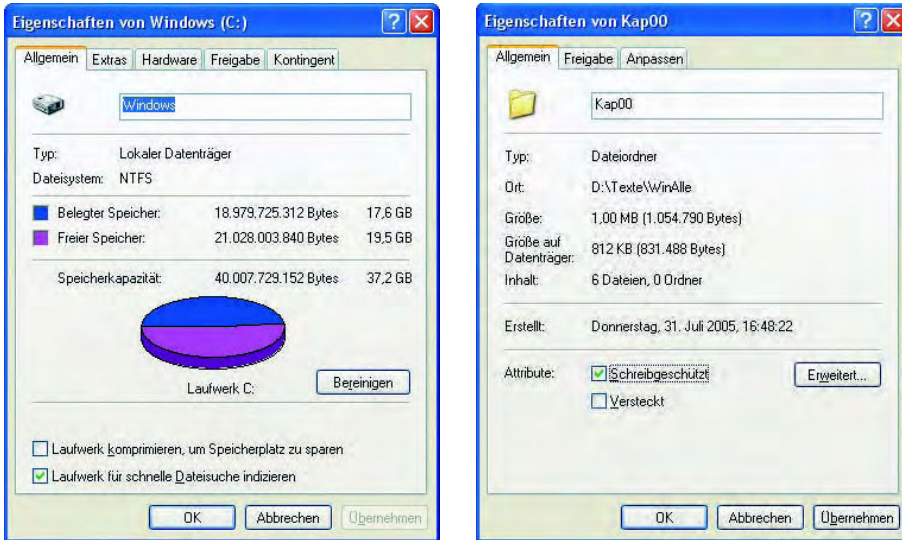 Eigenschaften von Windows (C:)
Allgemein Extras Hardware Freigabe Kontingent
Windows
Typ: Lokaler Datenträger
Dateisystem: NTFS
Belegter Speicher: 18.979.725.312 Bytes 17,6 GB
Freier Speicher: 21.028.003.840 Bytes 19,5 GB
Speicherkapazität: 40.007.729.152 Bytes 37,2 GB
Laufwerk C:
Bereinigen
Laufwerk komprimieren, um Speicherplatz zu sparen
Laufwerk für schnelle Dateisuche indizieren
OK Abbrechen Übernehmen
Eigenschaften von Kap00
Allgemein Freigabe Anpassen
Kap00
Typ: Dateiordner
Ort: D:\Texte\WinAlle
Größe: 1,00 MB (1.054.790 Bytes)
Größe auf
Datenträger: 812 KB (831.488 Bytes)
Inhalt: 6 Dateien, 0 Ordner
Erstellt: Donnerstag, 31. Juli 2005, 16:48:22
Attribute: Schreibgeschützt Erweitert...
Versteckt
OK Abbrechen Übernehmen